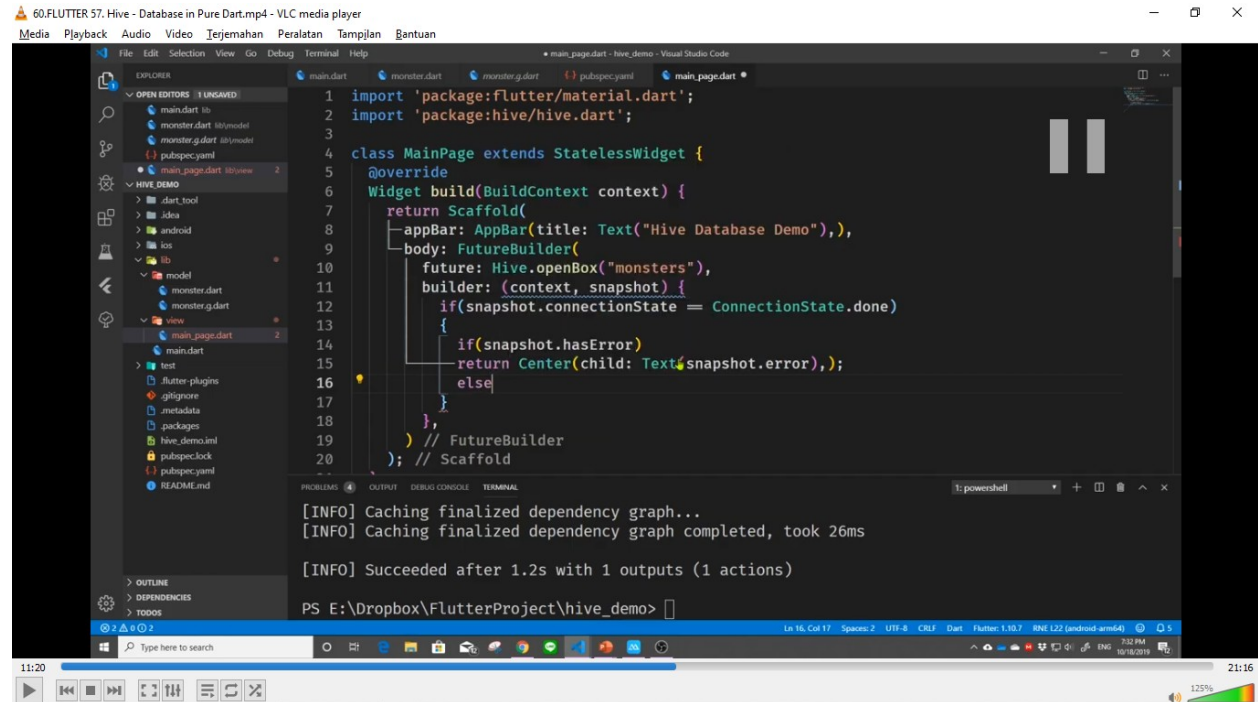 60.FLUTTER 57. Hive - Database in Pure Dart.mp4 - VLC media player
Media Playback Audio Video Terjemahan Peralatan Tampilan Bantuan
File Edit Selection View Go Debug Terminal Help
● main_page.dart - hive_demo - Visual Studio Code
EXPLORER
main.dart monster.dart monster.g.dart {} pubspec.yaml main_page.dart ●
OPEN EDITORS 1 UNSAVED
main.dart lib
monster.dart lib\model
monster.g.dart lib\model
{} pubspec.yaml
● main_page.dart lib\view 2
HIVE_DEMO
.dart_tool
.idea
android
ios
lib
model
monster.dart
monster.g.dart
view
main_page.dart 2
main.dart
test
.flutter-plugins
.gitignore
.metadata
.packages
hive_demo.iml
pubspec.lock
{} pubspec.yaml
README.md
OUTLINE
DEPENDENCIES
TODOS
1 import 'package:flutter/material.dart';
2 import 'package:hive/hive.dart';
3
4 class MainPage extends StatelessWidget {
5 @override
6 Widget build(BuildContext context) {
7 return Scaffold(
8 appBar: AppBar(title: Text("Hive Database Demo"),),
9 body: FutureBuilder(
10 future: Hive.openBox("monsters"),
11 builder: (context, snapshot) {
12 if(snapshot.connectionState == ConnectionState.done)
13 {
14 if(snapshot.hasError)
15 return Center(child: Text(snapshot.error),);
16 else
17 }
18 },
19 ) // FutureBuilder
20 ); // Scaffold
PROBLEMS 4 OUTPUT DEBUG CONSOLE TERMINAL 1: powershell
[INFO] Caching finalized dependency graph...
[INFO] Caching finalized dependency graph completed, took 26ms
[INFO] Succeeded after 1.2s with 1 outputs (1 actions)
PS E:\Dropbox\FlutterProject\hive_demo>
2 0 2 Ln 16, Col 17 Spaces: 2 UTF-8 CRLF Dart Flutter: 1.10.7 RNE L22 (android-arm64) 5
Type here to search
ENG 7:32 PM
10/18/2019
11:20 21:16
125%